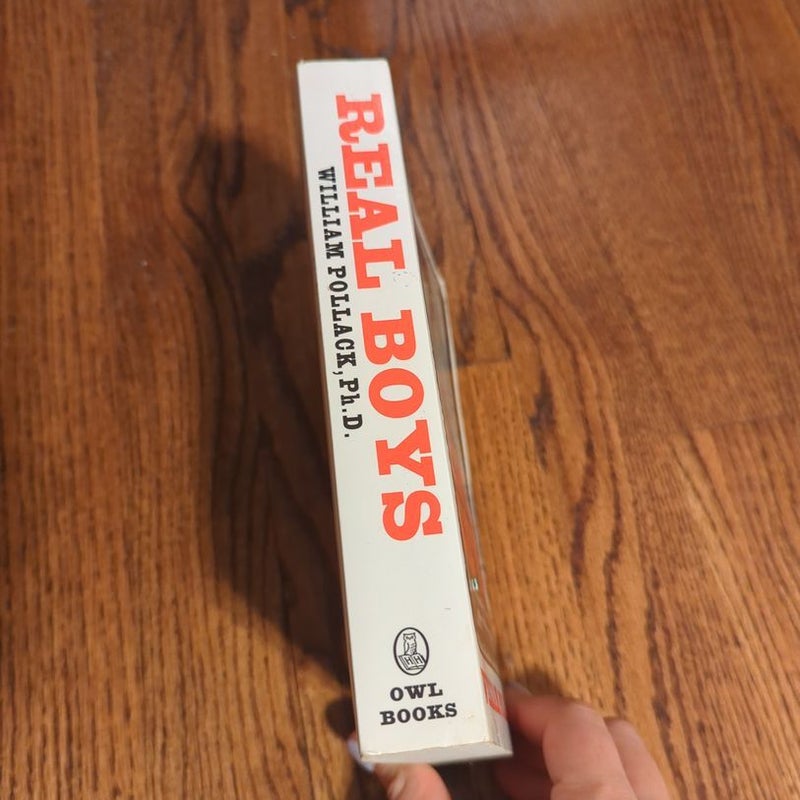 REAL BOYS
WILLIAM POLLACK, Ph.D.
OWL
BOOKS